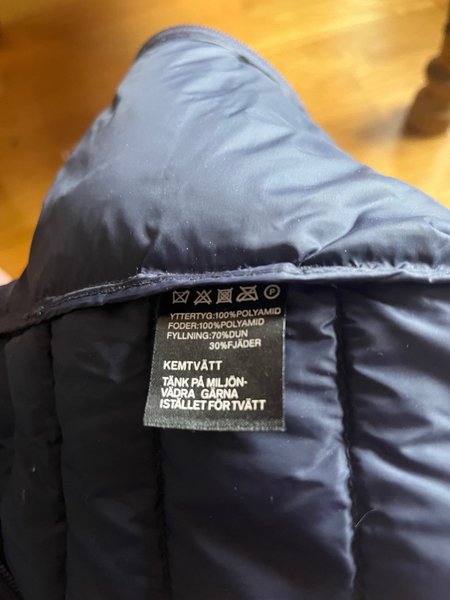 YTTERTYG:100%POLYAMID
FODER:100%POLYAMID
FYLLNING:70%DUN
30%FJÄDER
KEMTVÄTT
TÄNK PÅ MILJÖN-
VÄDRA GÄRNA
ISTÄLLET FÖR TVÄTT